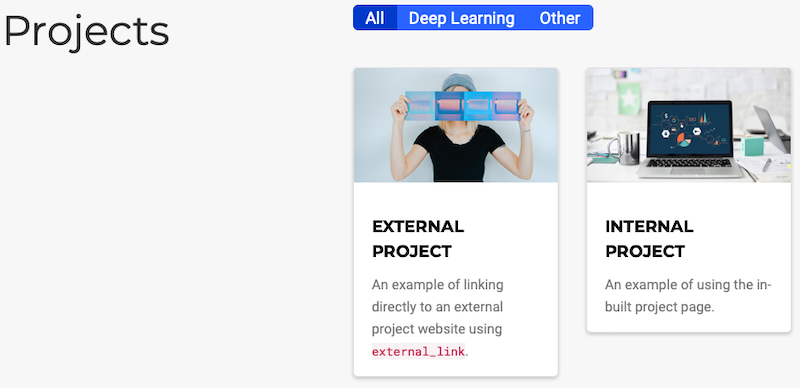 Projects
All Deep Learning Other
EXTERNAL
PROJECT
An example of linking
directly to an external
project website using
external_link.
INTERNAL
PROJECT
An example of using the in-
built project page.